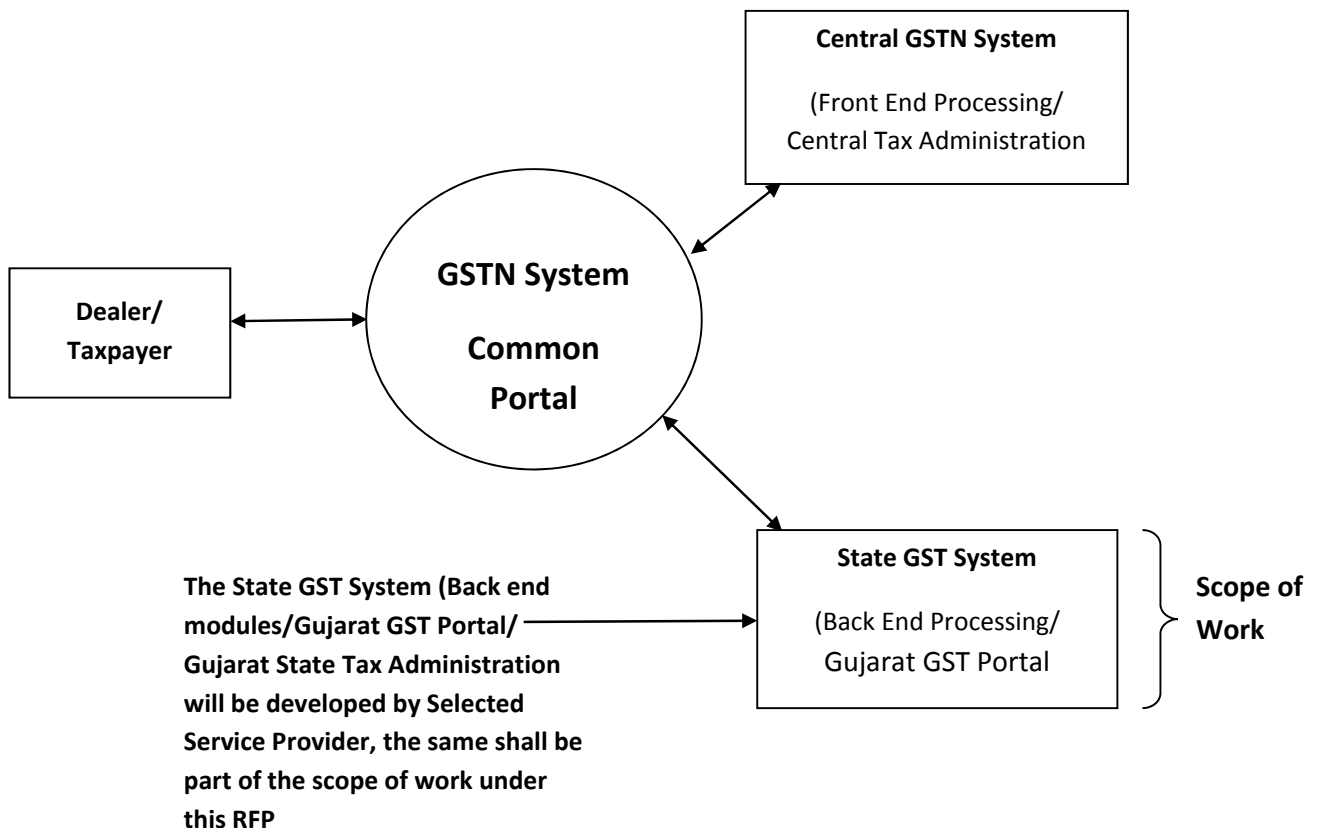 Central GSTN System
(Front End Processing/
Central Tax Administration
GSTN System
Common
Portal
Dealer/
Taxpayer
State GST System
(Back End Processing/
Gujarat GST Portal
Scope of
Work
The State GST System (Back end
modules/Gujarat GST Portal/
Gujarat State Tax Administration
will be developed by Selected
Service Provider, the same shall be
part of the scope of work under
this RFP